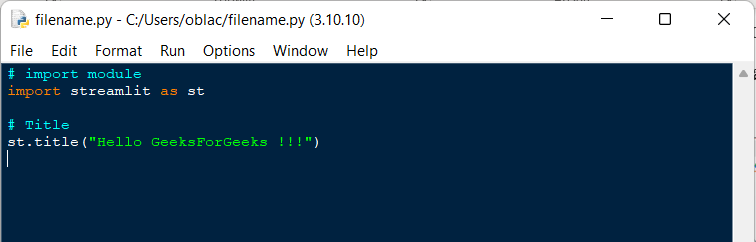 filename.py - C:/Users/oblac/filename.py (3.10.10)
File Edit Format Run Options Window Help
# import module
import streamlit as st
# Title
st.title("Hello GeeksForGeeks !!!")